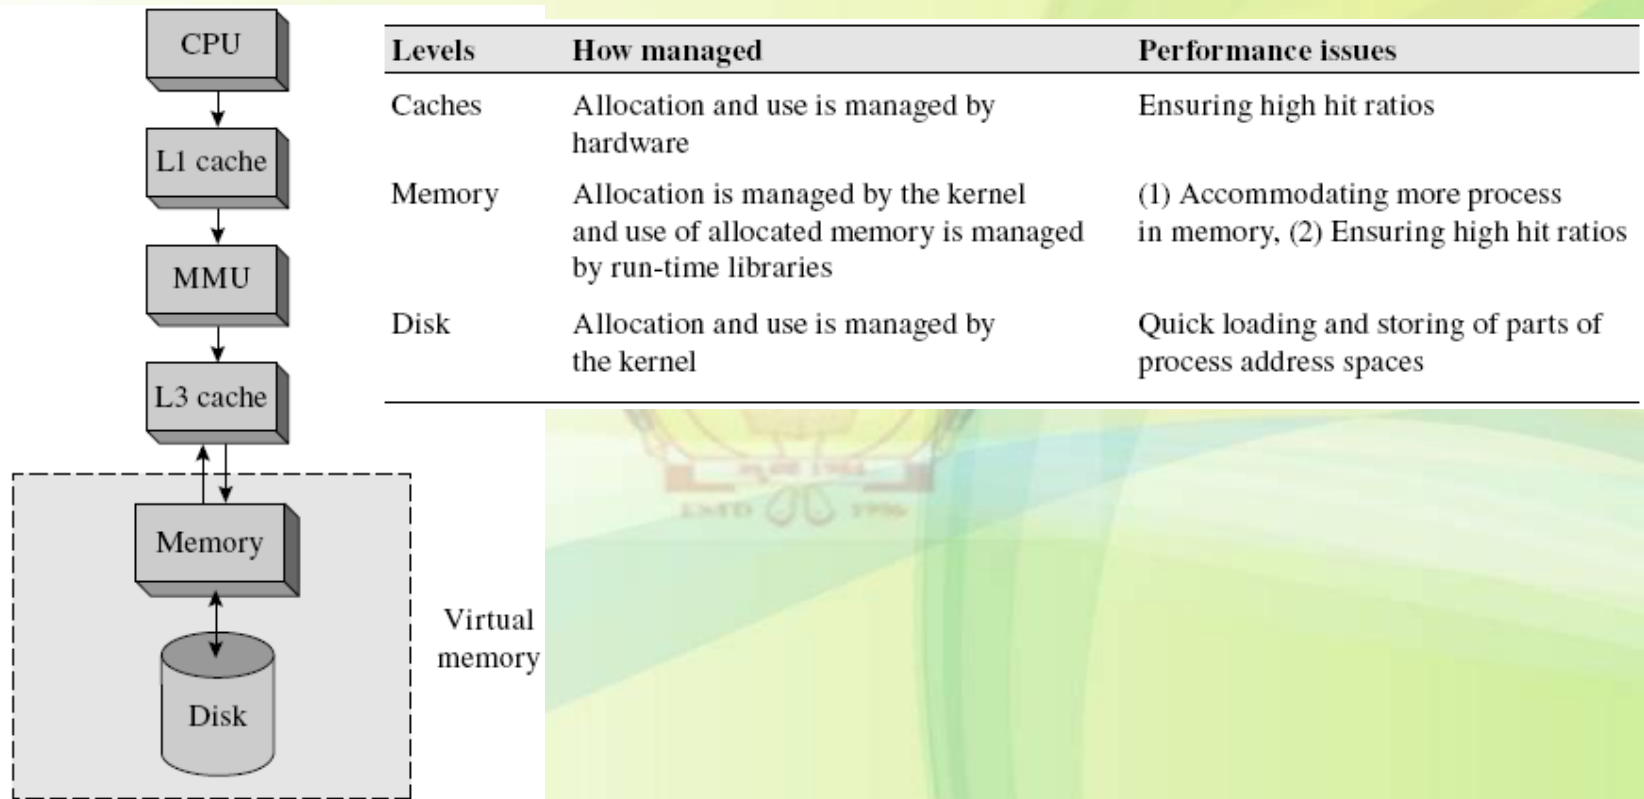 CPU
L1 cache
MMU
L3 cache
Memory
Disk
Virtual
memory
Levels How managed Performance issues
Caches Allocation and use is managed by Ensuring high hit ratios
hardware
Memory Allocation is managed by the kernel (1) Accommodating more process
and use of allocated memory is managed in memory, (2) Ensuring high hit ratios
by run-time libraries
Disk Allocation and use is managed by Quick loading and storing of parts of
the kernel process address spaces
ESTD 1996